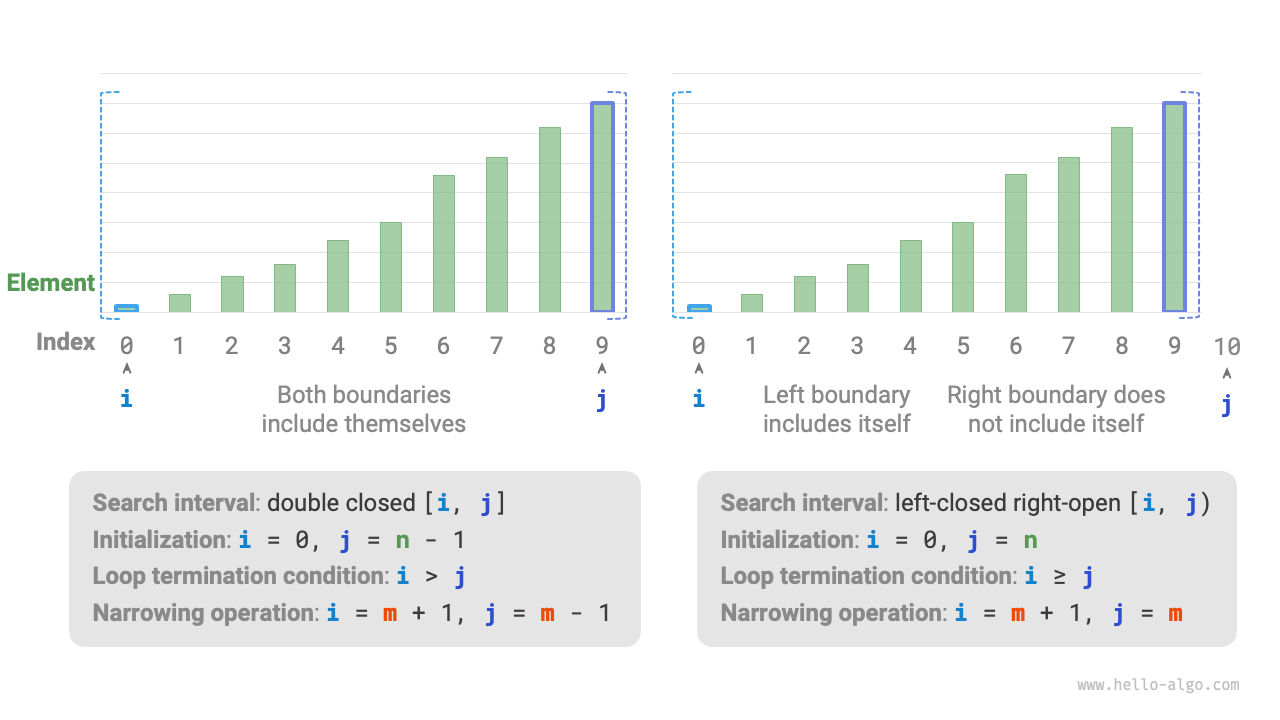 Element
Index 0 1 2 3 4 5 6 7 8 9
i j
Both boundaries
include themselves
0 1 2 3 4 5 6 7 8 9 10
i j
Left boundary
includes itself
Right boundary does
not include itself
Search interval: double closed [i, j]
Initialization: i = 0, j = n - 1
Loop termination condition: i > j
Narrowing operation: i = m + 1, j = m - 1
Search interval: left-closed right-open [i, j)
Initialization: i = 0, j = n
Loop termination condition: i ≥ j
Narrowing operation: i = m + 1, j = m
www.hello-algo.com